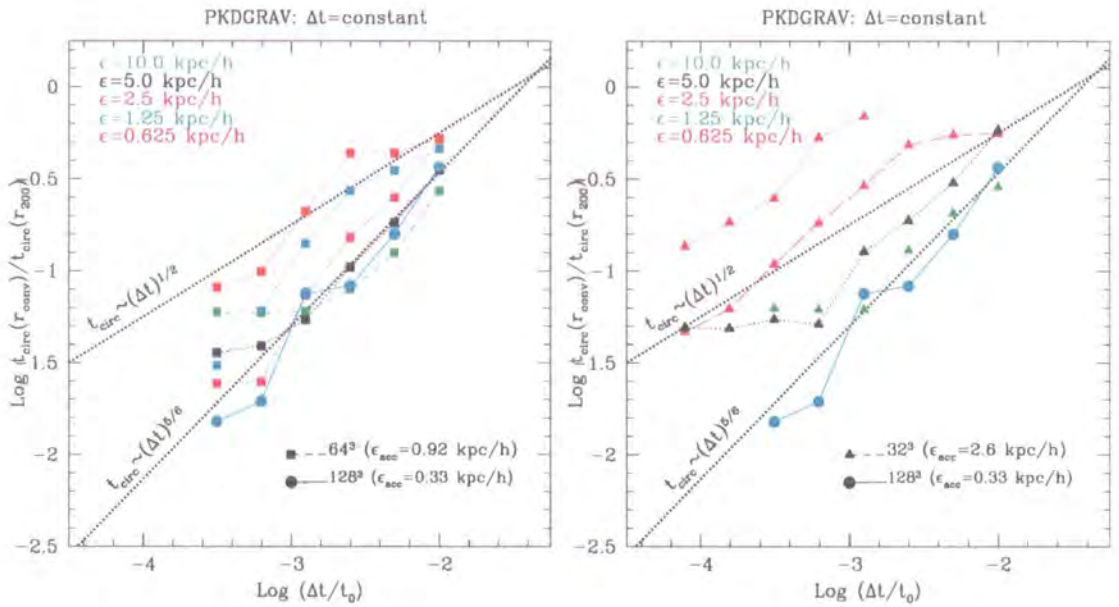 PKDGRAV: Δt=constant
ε=10.0 kpc/h
ε=5.0 kpc/h
ε=2.5 kpc/h
ε=1.25 kpc/h
ε=0.625 kpc/h
t_circ~(Δt)^1/2
t_circ~(Δt)^5/6
64³ (ε_acc=0.92 kpc/h)
128³ (ε_acc=0.33 kpc/h)
Log (t_circ(r_conv)/t_circ(r_200))
0
-0.5
-1
-1.5
-2
-2.5
-4
-3
-2
Log (Δt/t_0)
PKDGRAV: Δt=constant
ε=10.0 kpc/h
ε=5.0 kpc/h
ε=2.5 kpc/h
ε=1.25 kpc/h
ε=0.625 kpc/h
t_circ~(Δt)^1/2
t_circ~(Δt)^5/6
32³ (ε_acc=2.6 kpc/h)
128³ (ε_acc=0.33 kpc/h)
Log (t_circ(r_conv)/t_circ(r_200))
0
-0.5
-1
-1.5
-2
-2.5
-4
-3
-2
Log (Δt/t_0)